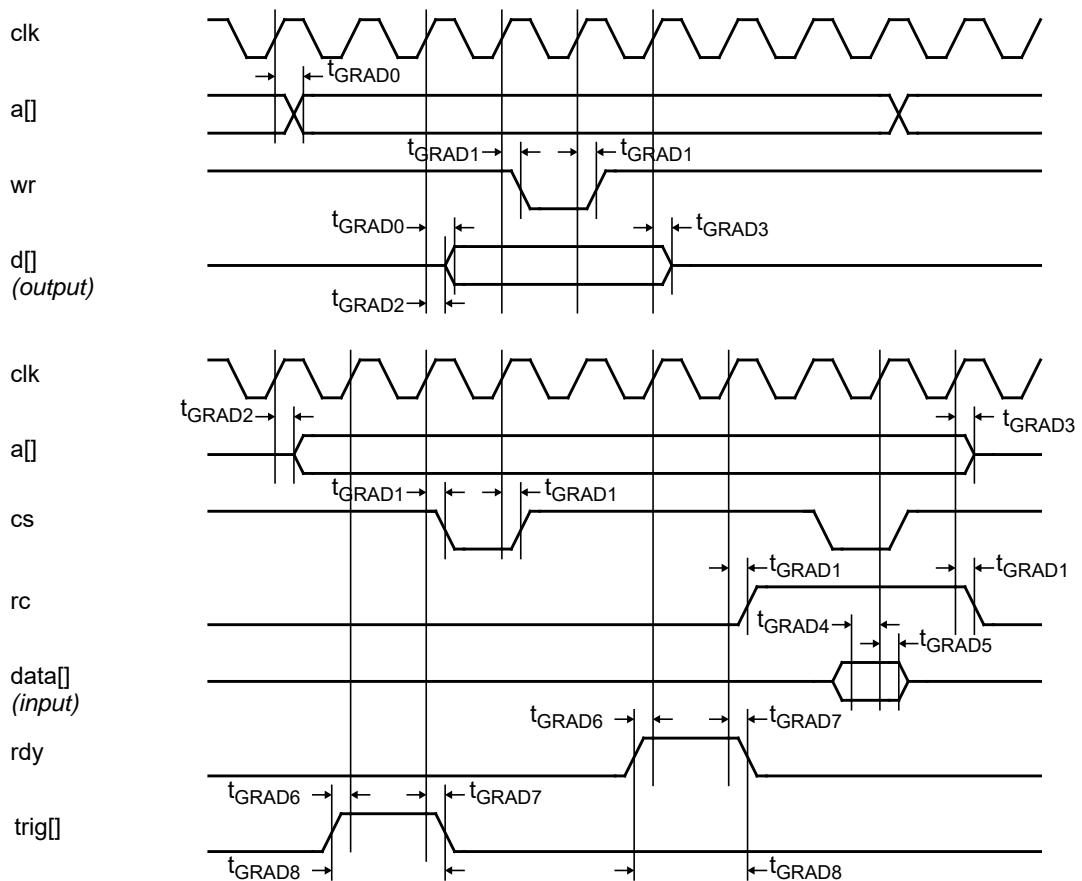 clk
tGRAD0
a[]
tGRAD1 tGRAD1
wr
tGRAD0 tGRAD3
d[]
(output)
tGRAD2
clk
tGRAD2 tGRAD3
a[]
tGRAD1 tGRAD1
cs
tGRAD1 tGRAD1
rc
tGRAD4 tGRAD5
data[]
(input)
tGRAD6 tGRAD7
rdy
tGRAD6 tGRAD7
trig[]
tGRAD8 tGRAD8